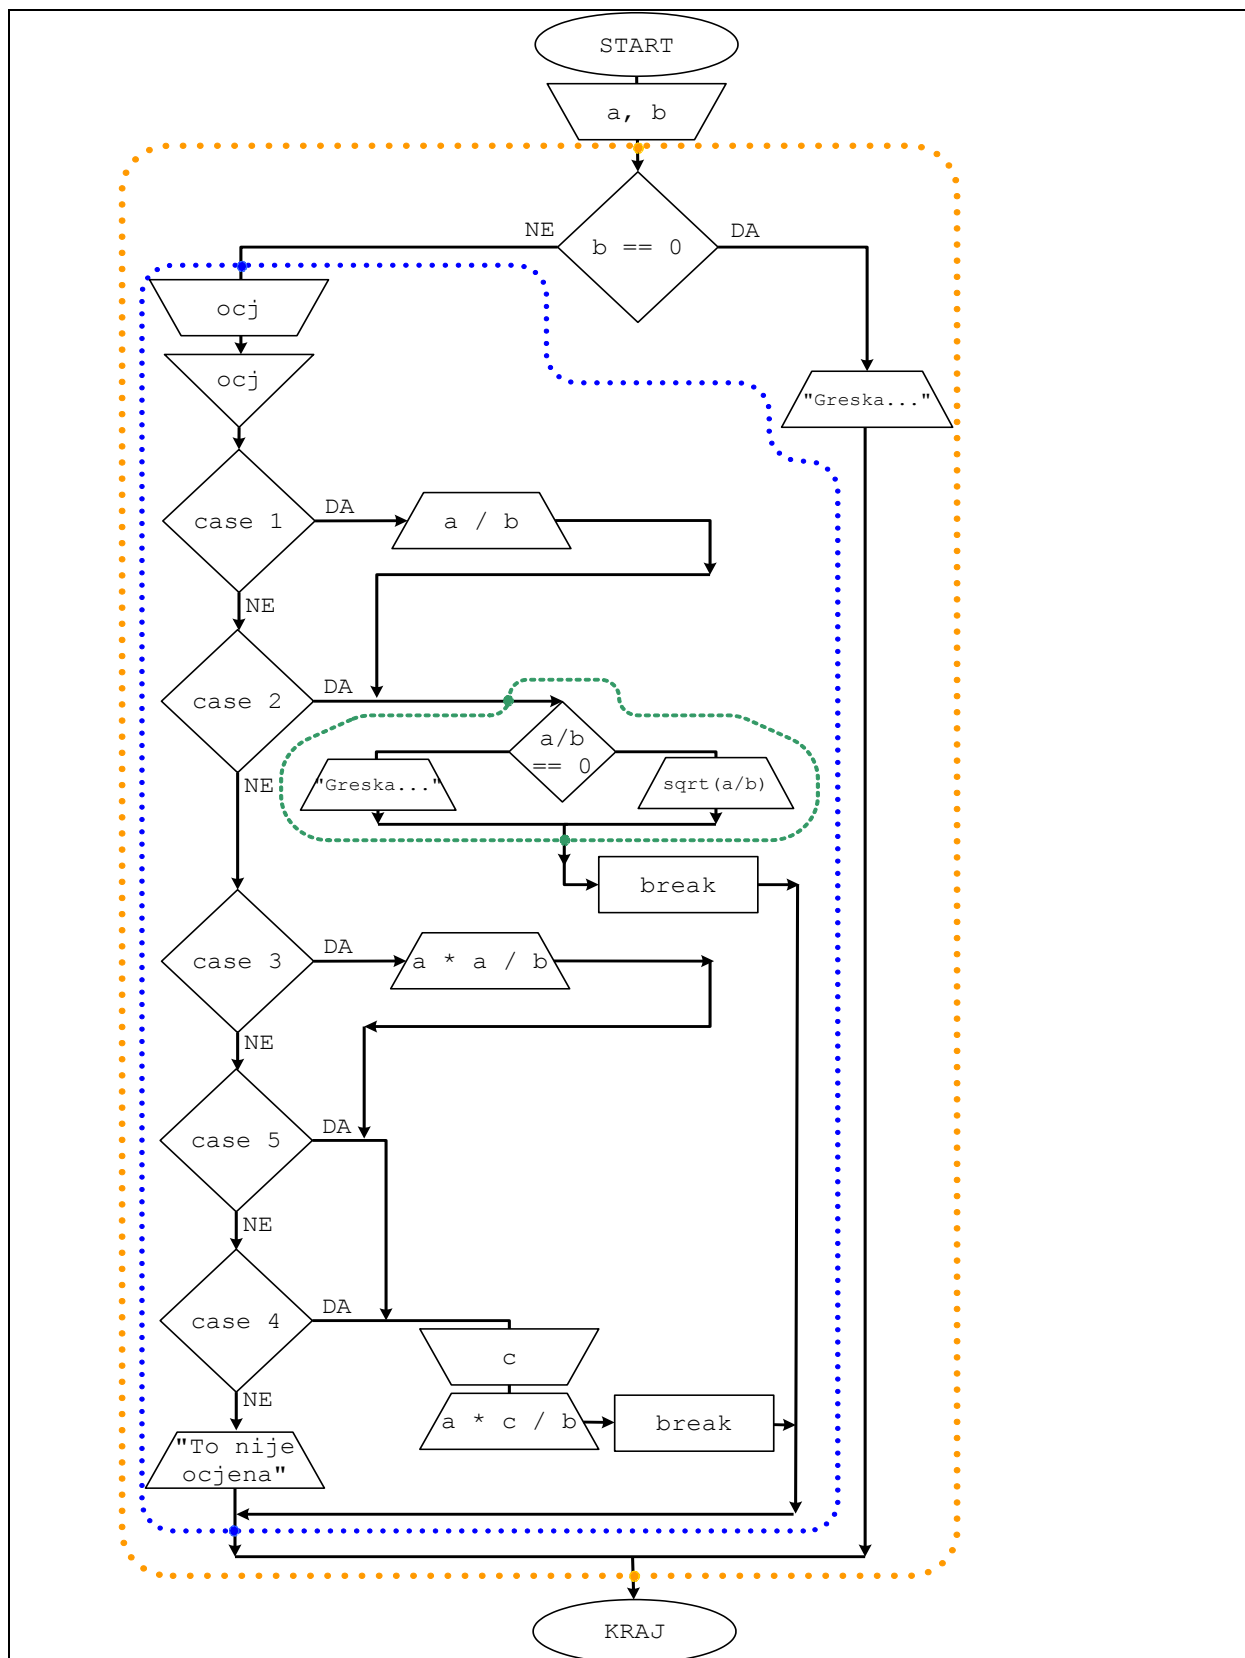 START
a, b
b == 0
NE
DA
ocj
ocj
"Greska..."
case 1
DA
a / b
NE
case 2
DA
a/b
== 0
"Greska..."
sqrt(a/b)
NE
break
case 3
DA
a * a / b
NE
case 5
DA
NE
case 4
DA
c
a * c / b
break
NE
"To nije
ocjena"
KRAJ